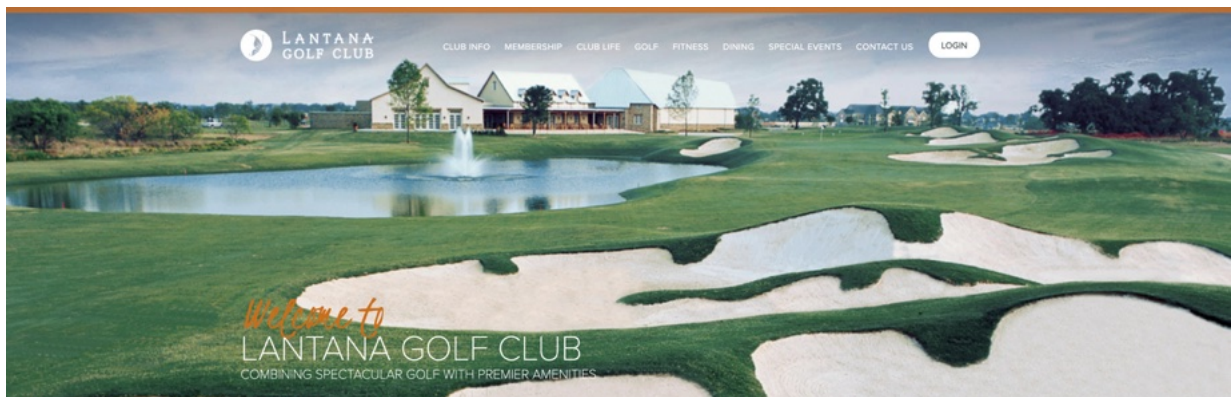 LANTANA
GOLF CLUB
CLUB INFO MEMBERSHIP CLUB LIFE GOLF FITNESS DINING SPECIAL EVENTS CONTACT US LOGIN
Welcome to
LANTANA GOLF CLUB
COMBINING SPECTACULAR GOLF WITH PREMIER AMENITIES